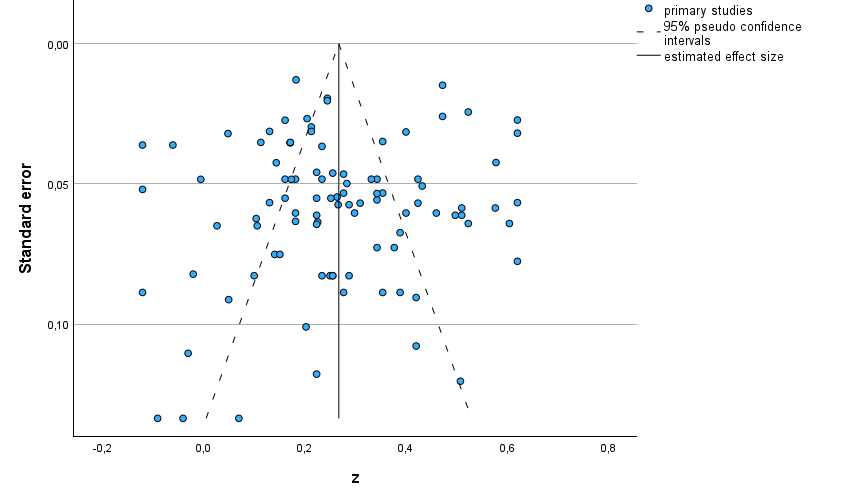 primary studies
95% pseudo confidence
intervals
estimated effect size
0,00
0,05
0,10
Standard error
-0,2
0,0
0,2
0,4
0,6
0,8
z